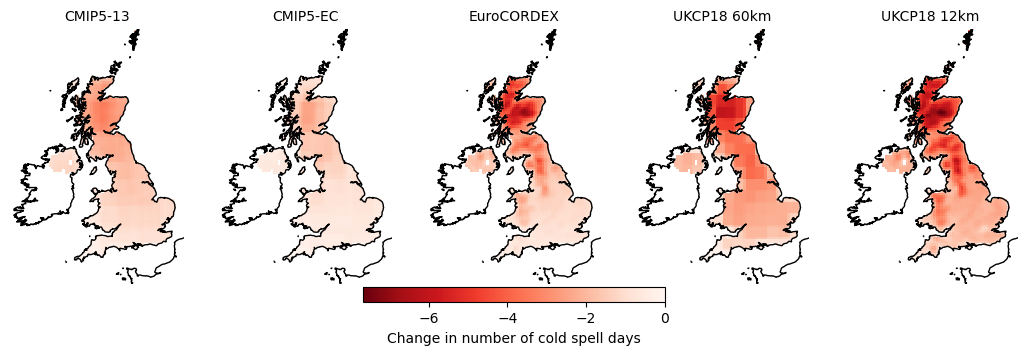 CMIP5-13
CMIP5-EC
EuroCORDEX
UKCP18 60km
UKCP18 12km
−6
−4
−2
0
Change in number of cold spell days